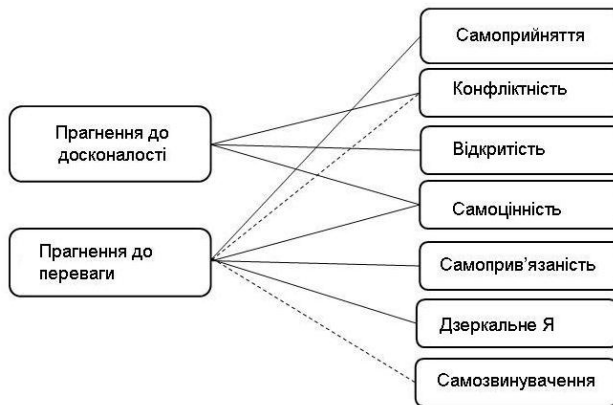 Прагнення до
досконалості
Прагнення до
переваги
Самоприйняття
Конфліктність
Відкритість
Самоцінність
Самоприв’язаність
Дзеркальне Я
Самозвинувачення